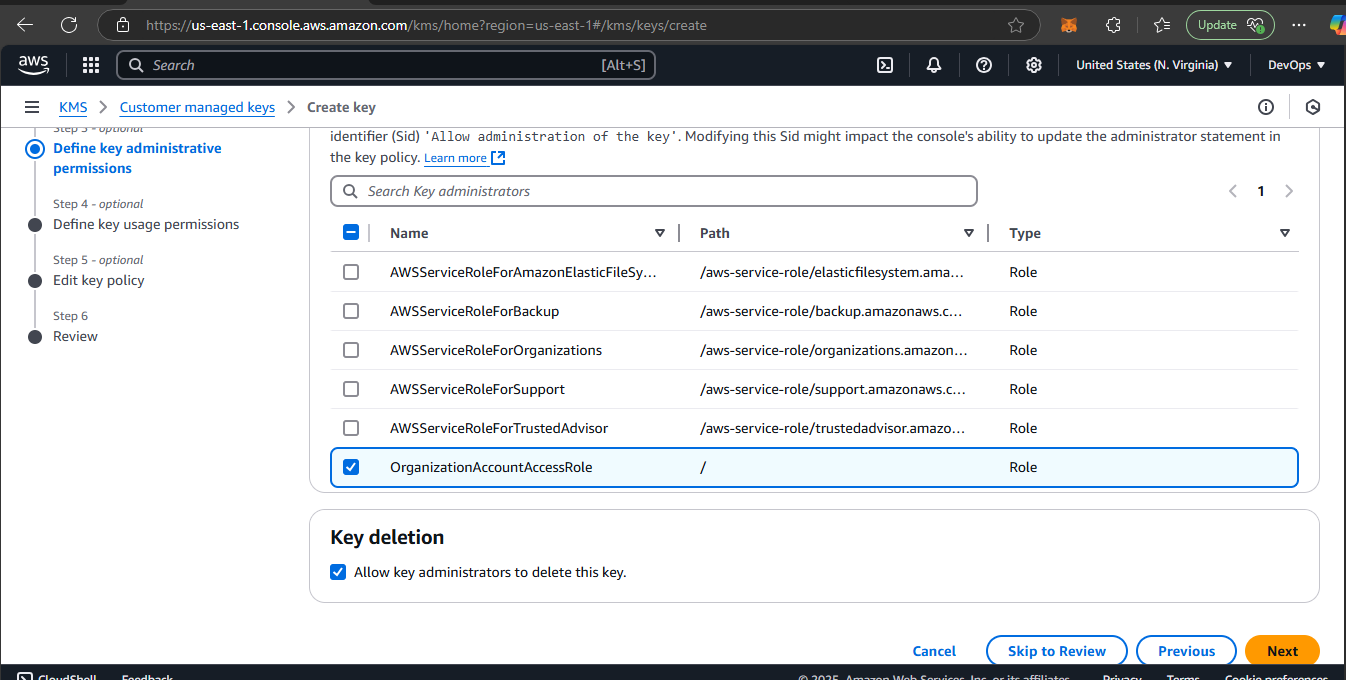 https://us-east-1.console.aws.amazon.com/kms/home?region=us-east-1#/kms/keys/create
Update
aws
Search
[Alt+S]
United States (N. Virginia)
DevOps
KMS
Customer managed keys
Create key
Step 3 - optional
Define key administrative
permissions
Step 4 - optional
Define key usage permissions
Step 5 - optional
Edit key policy
Step 6
Review
identifier (Sid) 'Allow administration of the key'. Modifying this Sid might impact the console's ability to update the administrator statement in
the key policy. Learn more
Search Key administrators
1
Name Path Type
AWSServiceRoleForAmazonElasticFileSy… /aws-service-role/elasticfilesystem.ama… Role
AWSServiceRoleForBackup /aws-service-role/backup.amazonaws.c… Role
AWSServiceRoleForOrganizations /aws-service-role/organizations.amazon… Role
AWSServiceRoleForSupport /aws-service-role/support.amazonaws.c… Role
AWSServiceRoleForTrustedAdvisor /aws-service-role/trustedadvisor.amazo… Role
OrganizationAccountAccessRole / Role
Key deletion
Allow key administrators to delete this key.
Cancel
Skip to Review
Previous
Next
CloudShell
Feedback
© 2025, Amazon Web Services, Inc. or its affiliates.
Privacy
Terms
Cookie preferences